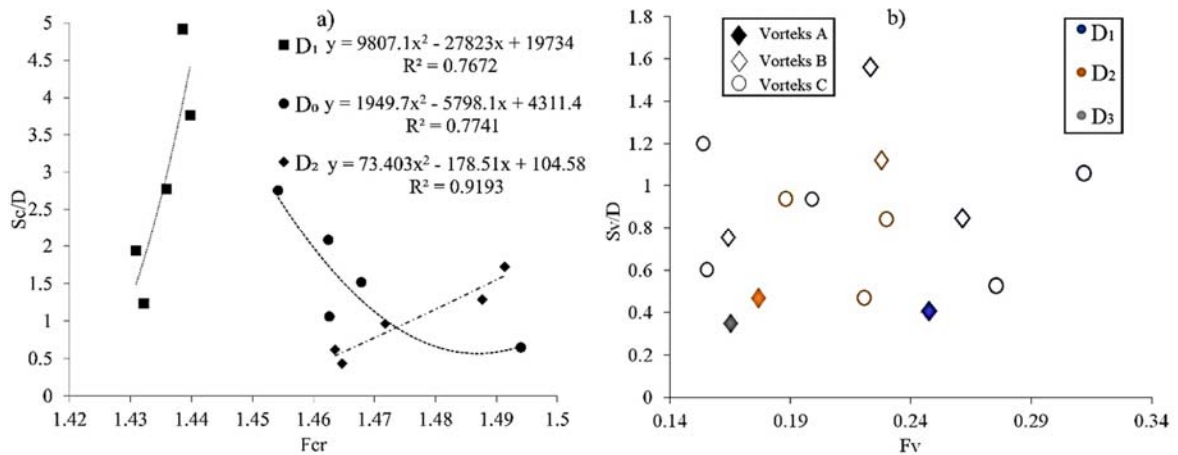 a)
D₁ y = 9807.1x² - 27823x + 19734
R² = 0.7672
D₀ y = 1949.7x² - 5798.1x + 4311.4
R² = 0.7741
D₂ y = 73.403x² - 178.51x + 104.58
R² = 0.9193
Sc/D
5
4.5
4
3.5
3
2.5
2
1.5
1
0.5
0
1.42 1.43 1.44 1.45 1.46 1.47 1.48 1.49 1.5
Fcr
b)
Vorteks A
Vorteks B
Vorteks C
D₁
D₂
D₃
Sv/D
1.8
1.6
1.4
1.2
1
0.8
0.6
0.4
0.2
0
0.14 0.19 0.24 0.29 0.34
Fv